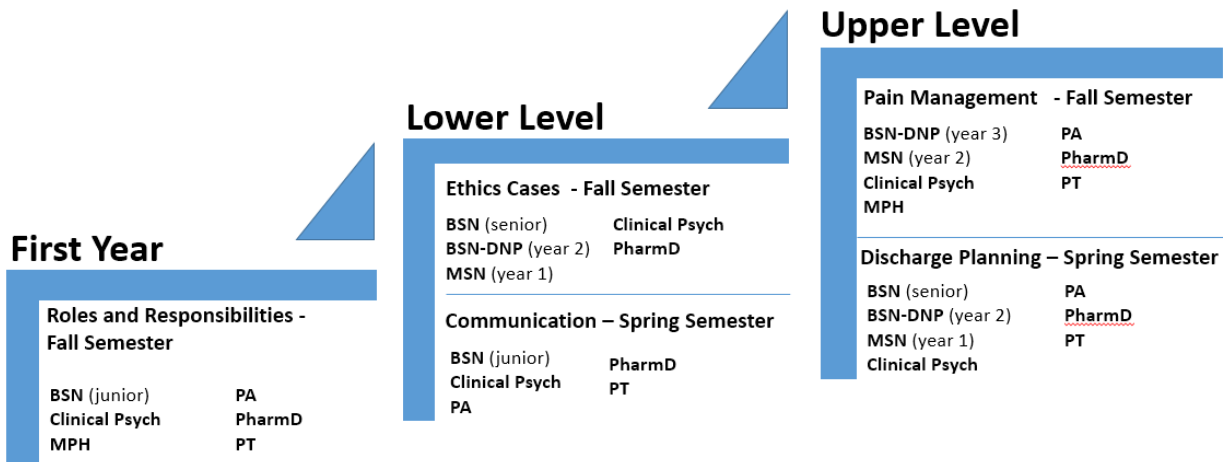 First Year
Roles and Responsibilities -
Fall Semester
BSN (junior) PA
Clinical Psych PharmD
MPH PT
Lower Level
Ethics Cases - Fall Semester
BSN (senior) Clinical Psych
BSN-DNP (year 2) PharmD
MSN (year 1)
Communication – Spring Semester
BSN (junior) PharmD
Clinical Psych PT
PA
Upper Level
Pain Management - Fall Semester
BSN-DNP (year 3) PA
MSN (year 2) PharmD
Clinical Psych PT
MPH
Discharge Planning – Spring Semester
BSN (senior) PA
BSN-DNP (year 2) PharmD
MSN (year 1) PT
Clinical Psych